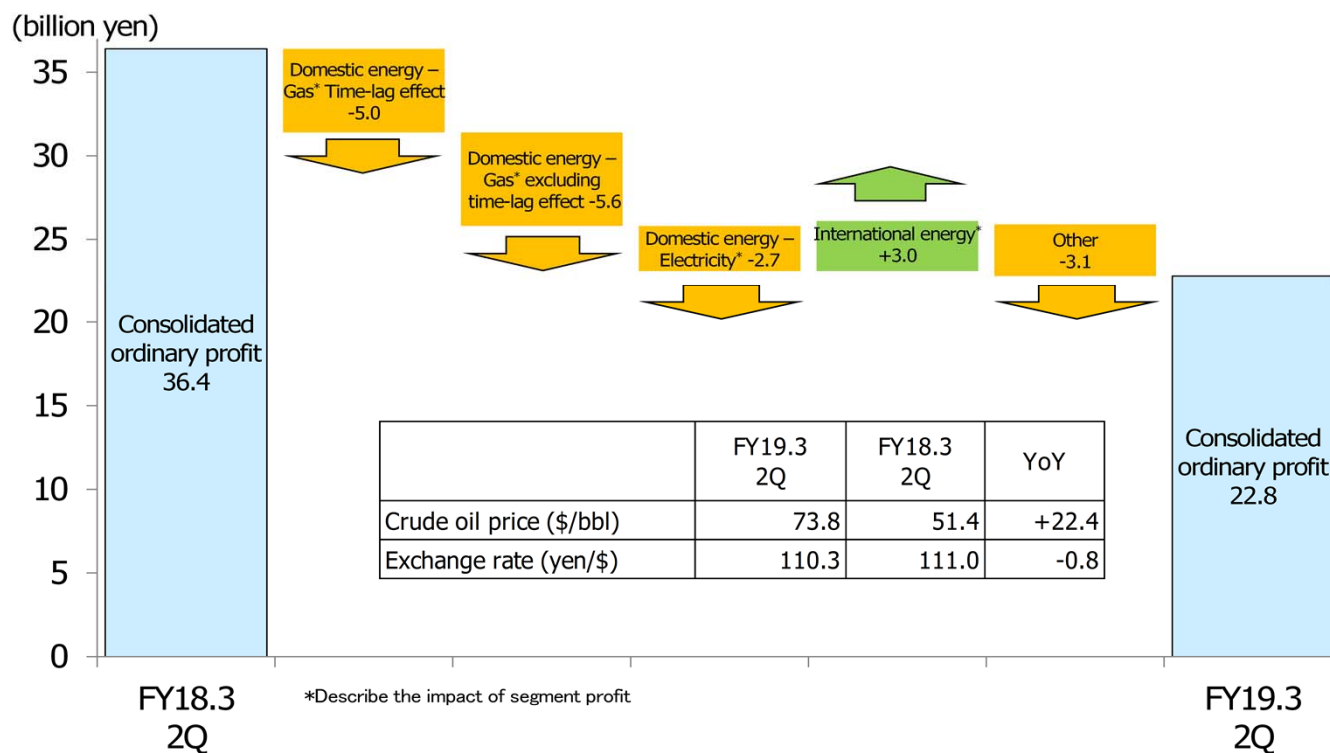 (billion yen)
35
30
25
20
15
10
5
0
Consolidated
ordinary profit
36.4
Domestic energy –
Gas* Time-lag effect
-5.0
Domestic energy –
Gas* excluding
time-lag effect -5.6
Domestic energy –
Electricity* -2.7
International energy*
+3.0
Other
-3.1
Consolidated
ordinary profit
22.8
FY19.3 2Q FY18.3 2Q YoY
Crude oil price ($/bbl) 73.8 51.4 +22.4
Exchange rate (yen/$) 110.3 111.0 -0.8
FY18.3
2Q
*Describe the impact of segment profit
FY19.3
2Q